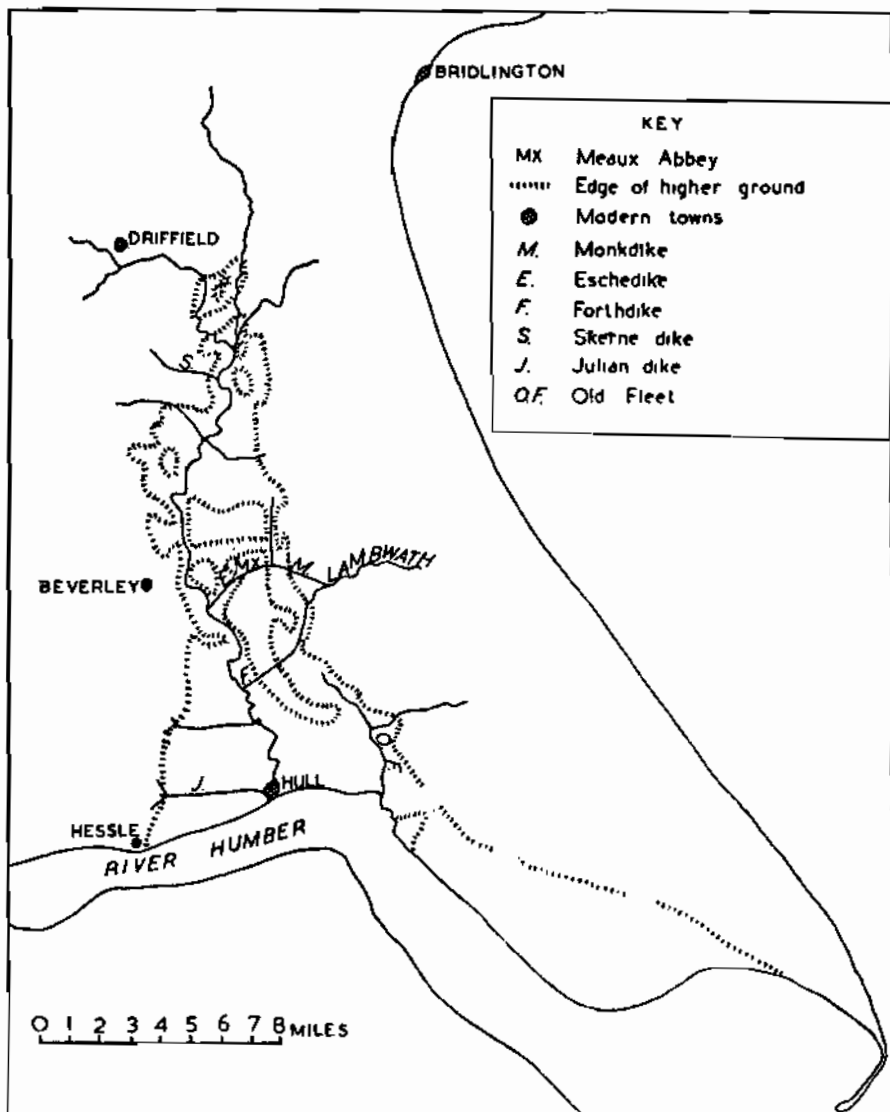 BRIDLINGTON
KEY
MX Meaux Abbey
Edge of higher ground
Modern towns
M. Monkdike
E. Eschedike
F. Forthdike
S. Skerne dike
J. Julian dike
O.F. Old Fleet
DRIFFIELD
S.
E. MX M. LAMBWATH
BEVERLEY
F.
O
F
J.
HULL
HESSLE
RIVER HUMBER
0 1 2 3 4 5 6 7 8 MILES